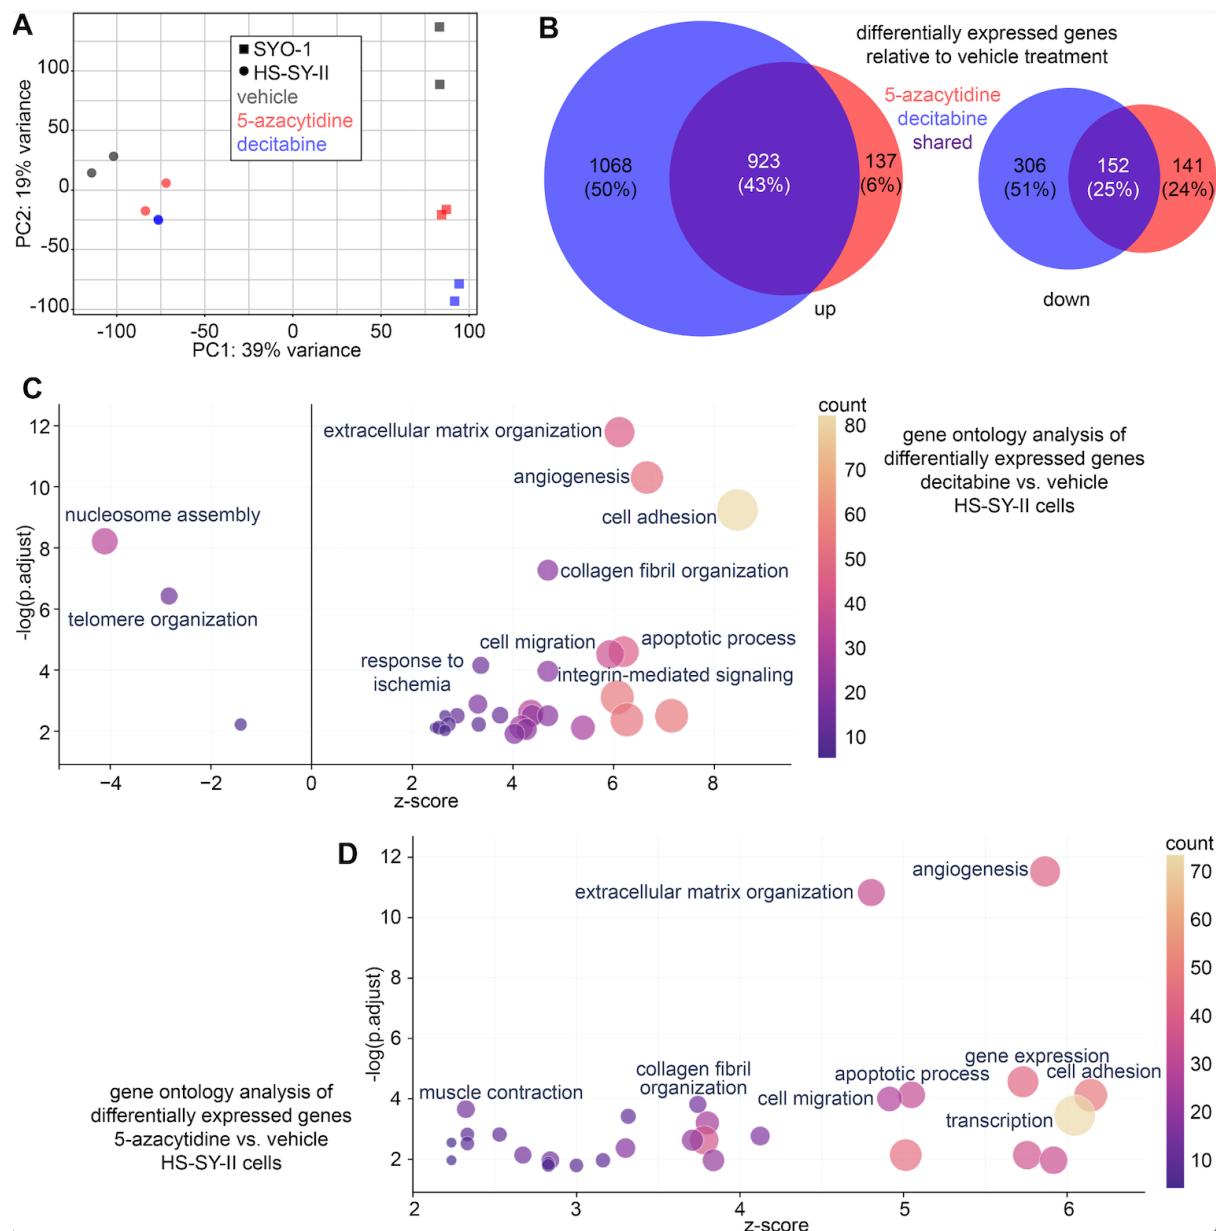 A
SYO-1
HS-SY-II
vehicle
5-azacytidine
decitabine
100
50
0
-50
-100
PC2: 19% variance
-100
-50
0
50
100
PC1: 39% variance
B
differentially expressed genes
relative to vehicle treatment
5-azacytidine
decitabine
shared
1068
(50%)
923
(43%)
137
(6%)
up
306
(51%)
152
(25%)
141
(24%)
down
C
12
10
8
6
4
2
-log(p.adjust)
extracellular matrix organization
angiogenesis
cell adhesion
nucleosome assembly
collagen fibril organization
telomere organization
cell migration
apoptotic process
response to
ischemia
integrin-mediated signaling
−4
−2
0
2
4
6
8
z-score
count
80
70
60
50
40
30
20
10
gene ontology analysis of
differentially expressed genes
decitabine vs. vehicle
HS-SY-II cells
D
12
10
8
6
4
2
-log(p.adjust)
angiogenesis
extracellular matrix organization
gene expression
collagen fibril
organization
apoptotic process
cell adhesion
muscle contraction
cell migration
transcription
2
3
4
5
6
z-score
count
70
60
50
40
30
20
10
gene ontology analysis of
differentially expressed genes
5-azacytidine vs. vehicle
HS-SY-II cells